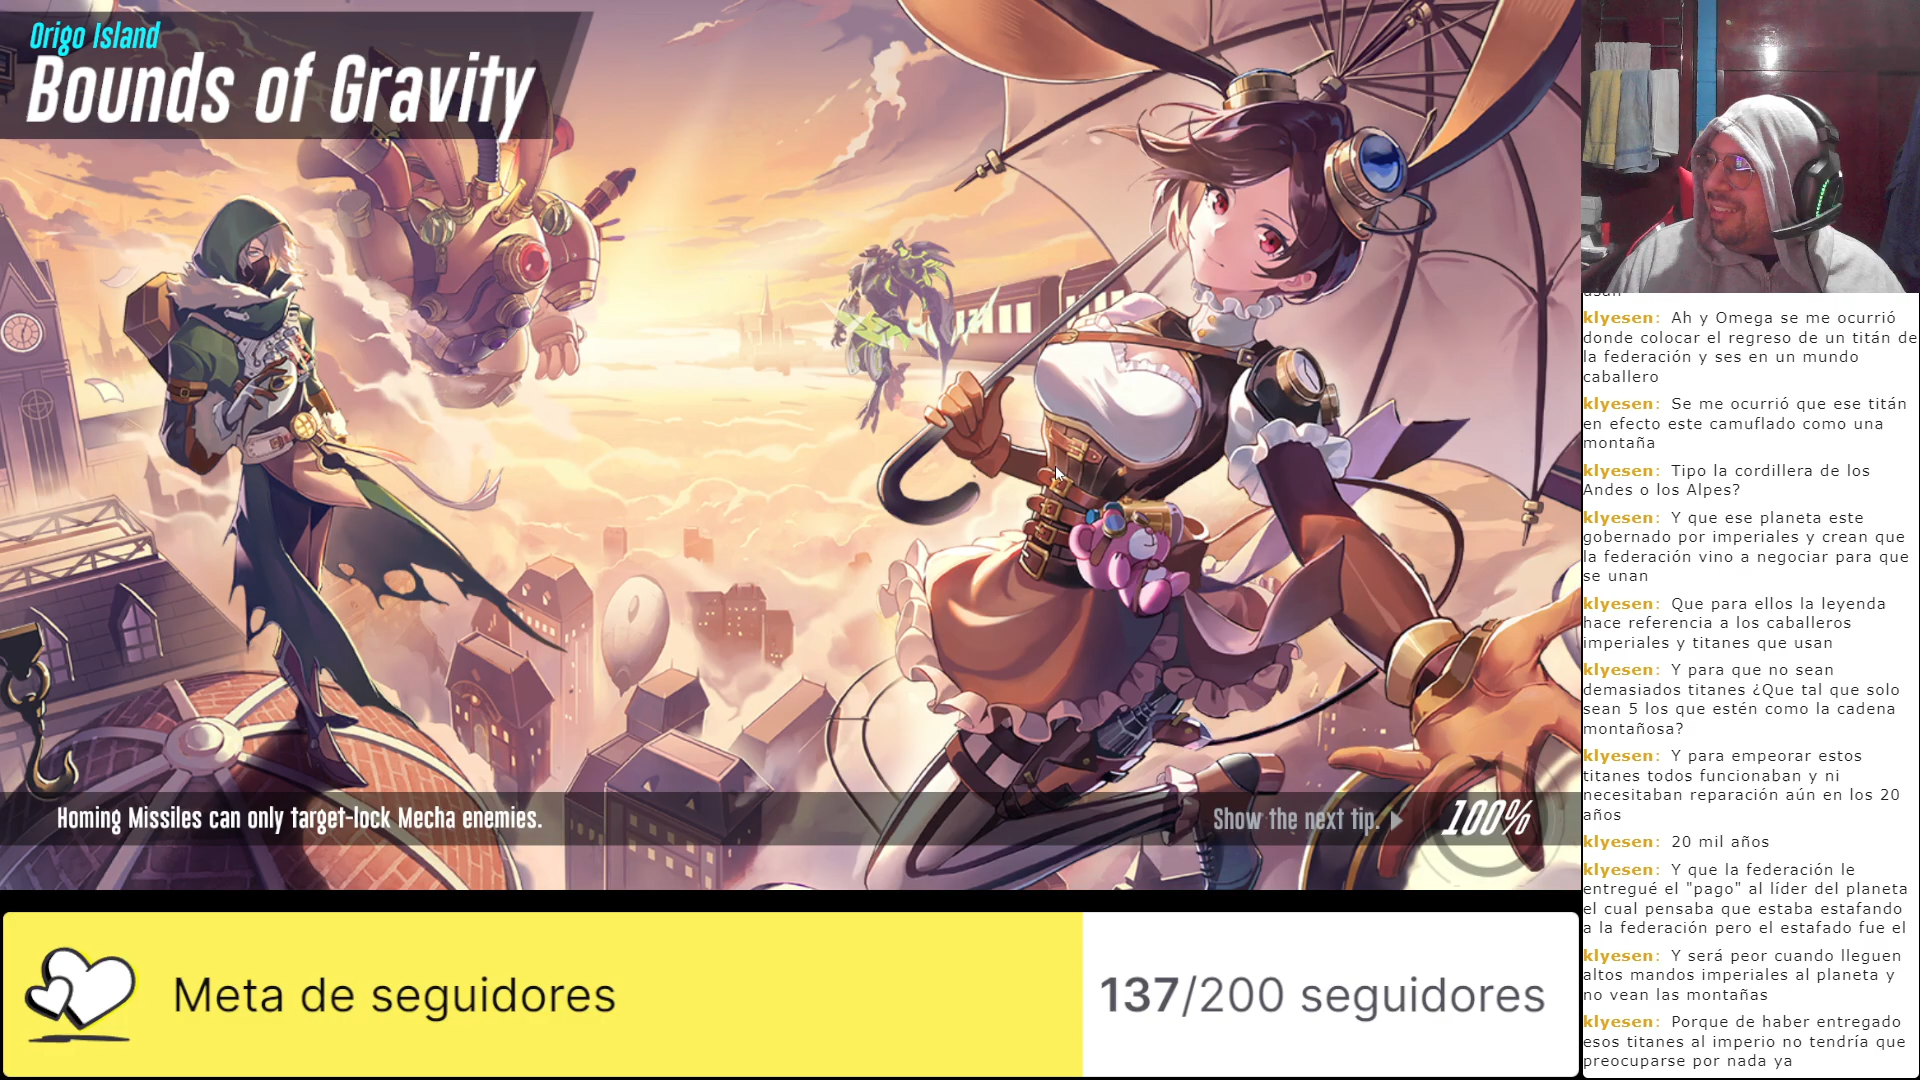 Origo Island
Bounds of Gravity
Homing Missiles can only target-lock Mecha enemies.
Show the next tip.
100%
Meta de seguidores
137/200 seguidores
klyesen: Ah y Omega se me ocurrió
donde colocar el regreso de un titán de
la federación y ses en un mundo
caballero
klyesen: Se me ocurrió que ese titán
en efecto este camuflado como una
montaña
klyesen: Tipo la cordillera de los
Andes o los Alpes?
klyesen: Y que ese planeta este
gobernado por imperiales y crean que
la federación vino a negociar para que
se unan
klyesen: Que para ellos la leyenda
hace referencia a los caballeros
imperiales y titanes que usan
klyesen: Y para que no sean
demasiados titanes ¿Que tal que solo
sean 5 los que estén como la cadena
montañosa?
klyesen: Y para empeorar estos
titanes todos funcionaban y ni
necesitaban reparación aún en los 20
años
klyesen: 20 mil años
klyesen: Y que la federación le
entregué el "pago" al líder del planeta
el cual pensaba que estaba estafando
a la federación pero el estafado fue el
klyesen: Y será peor cuando lleguen
altos mandos imperiales al planeta y
no vean las montañas
klyesen: Porque de haber entregado
esos titanes al imperio no tendría que
preocuparse por nada ya